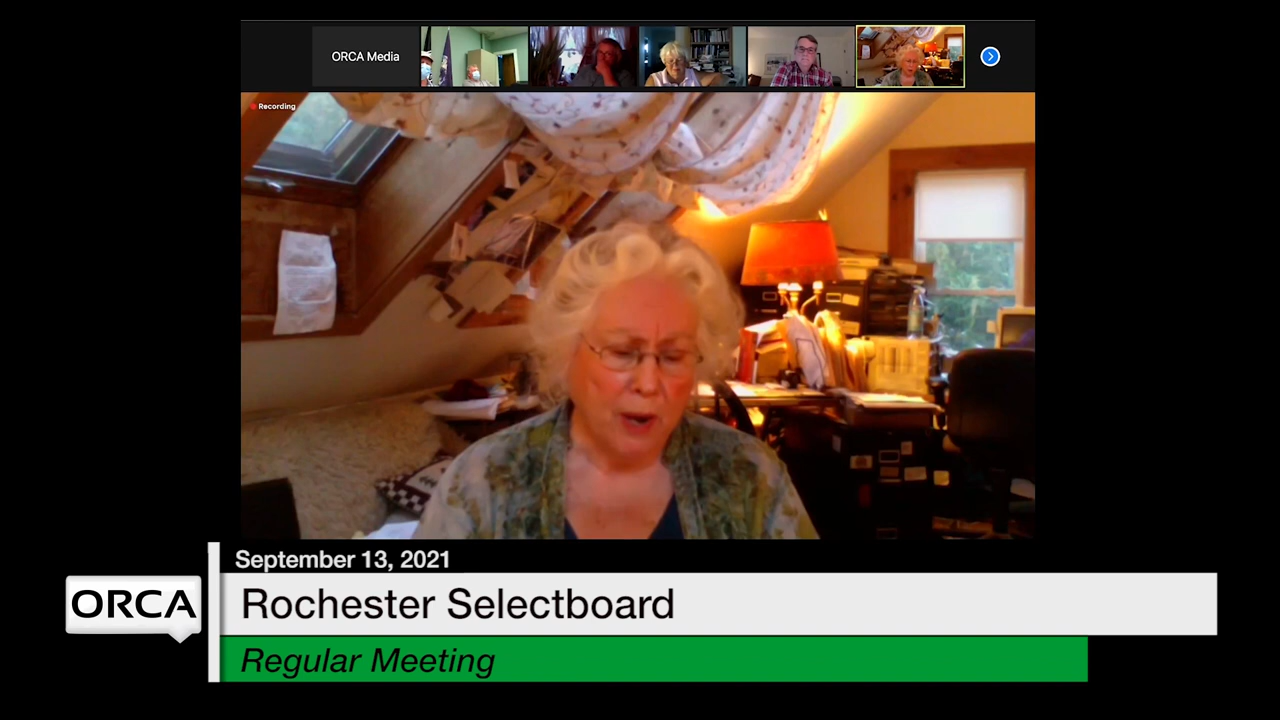 ORCA Media
Recording
September 13, 2021
ORCA
Rochester Selectboard
Regular Meeting